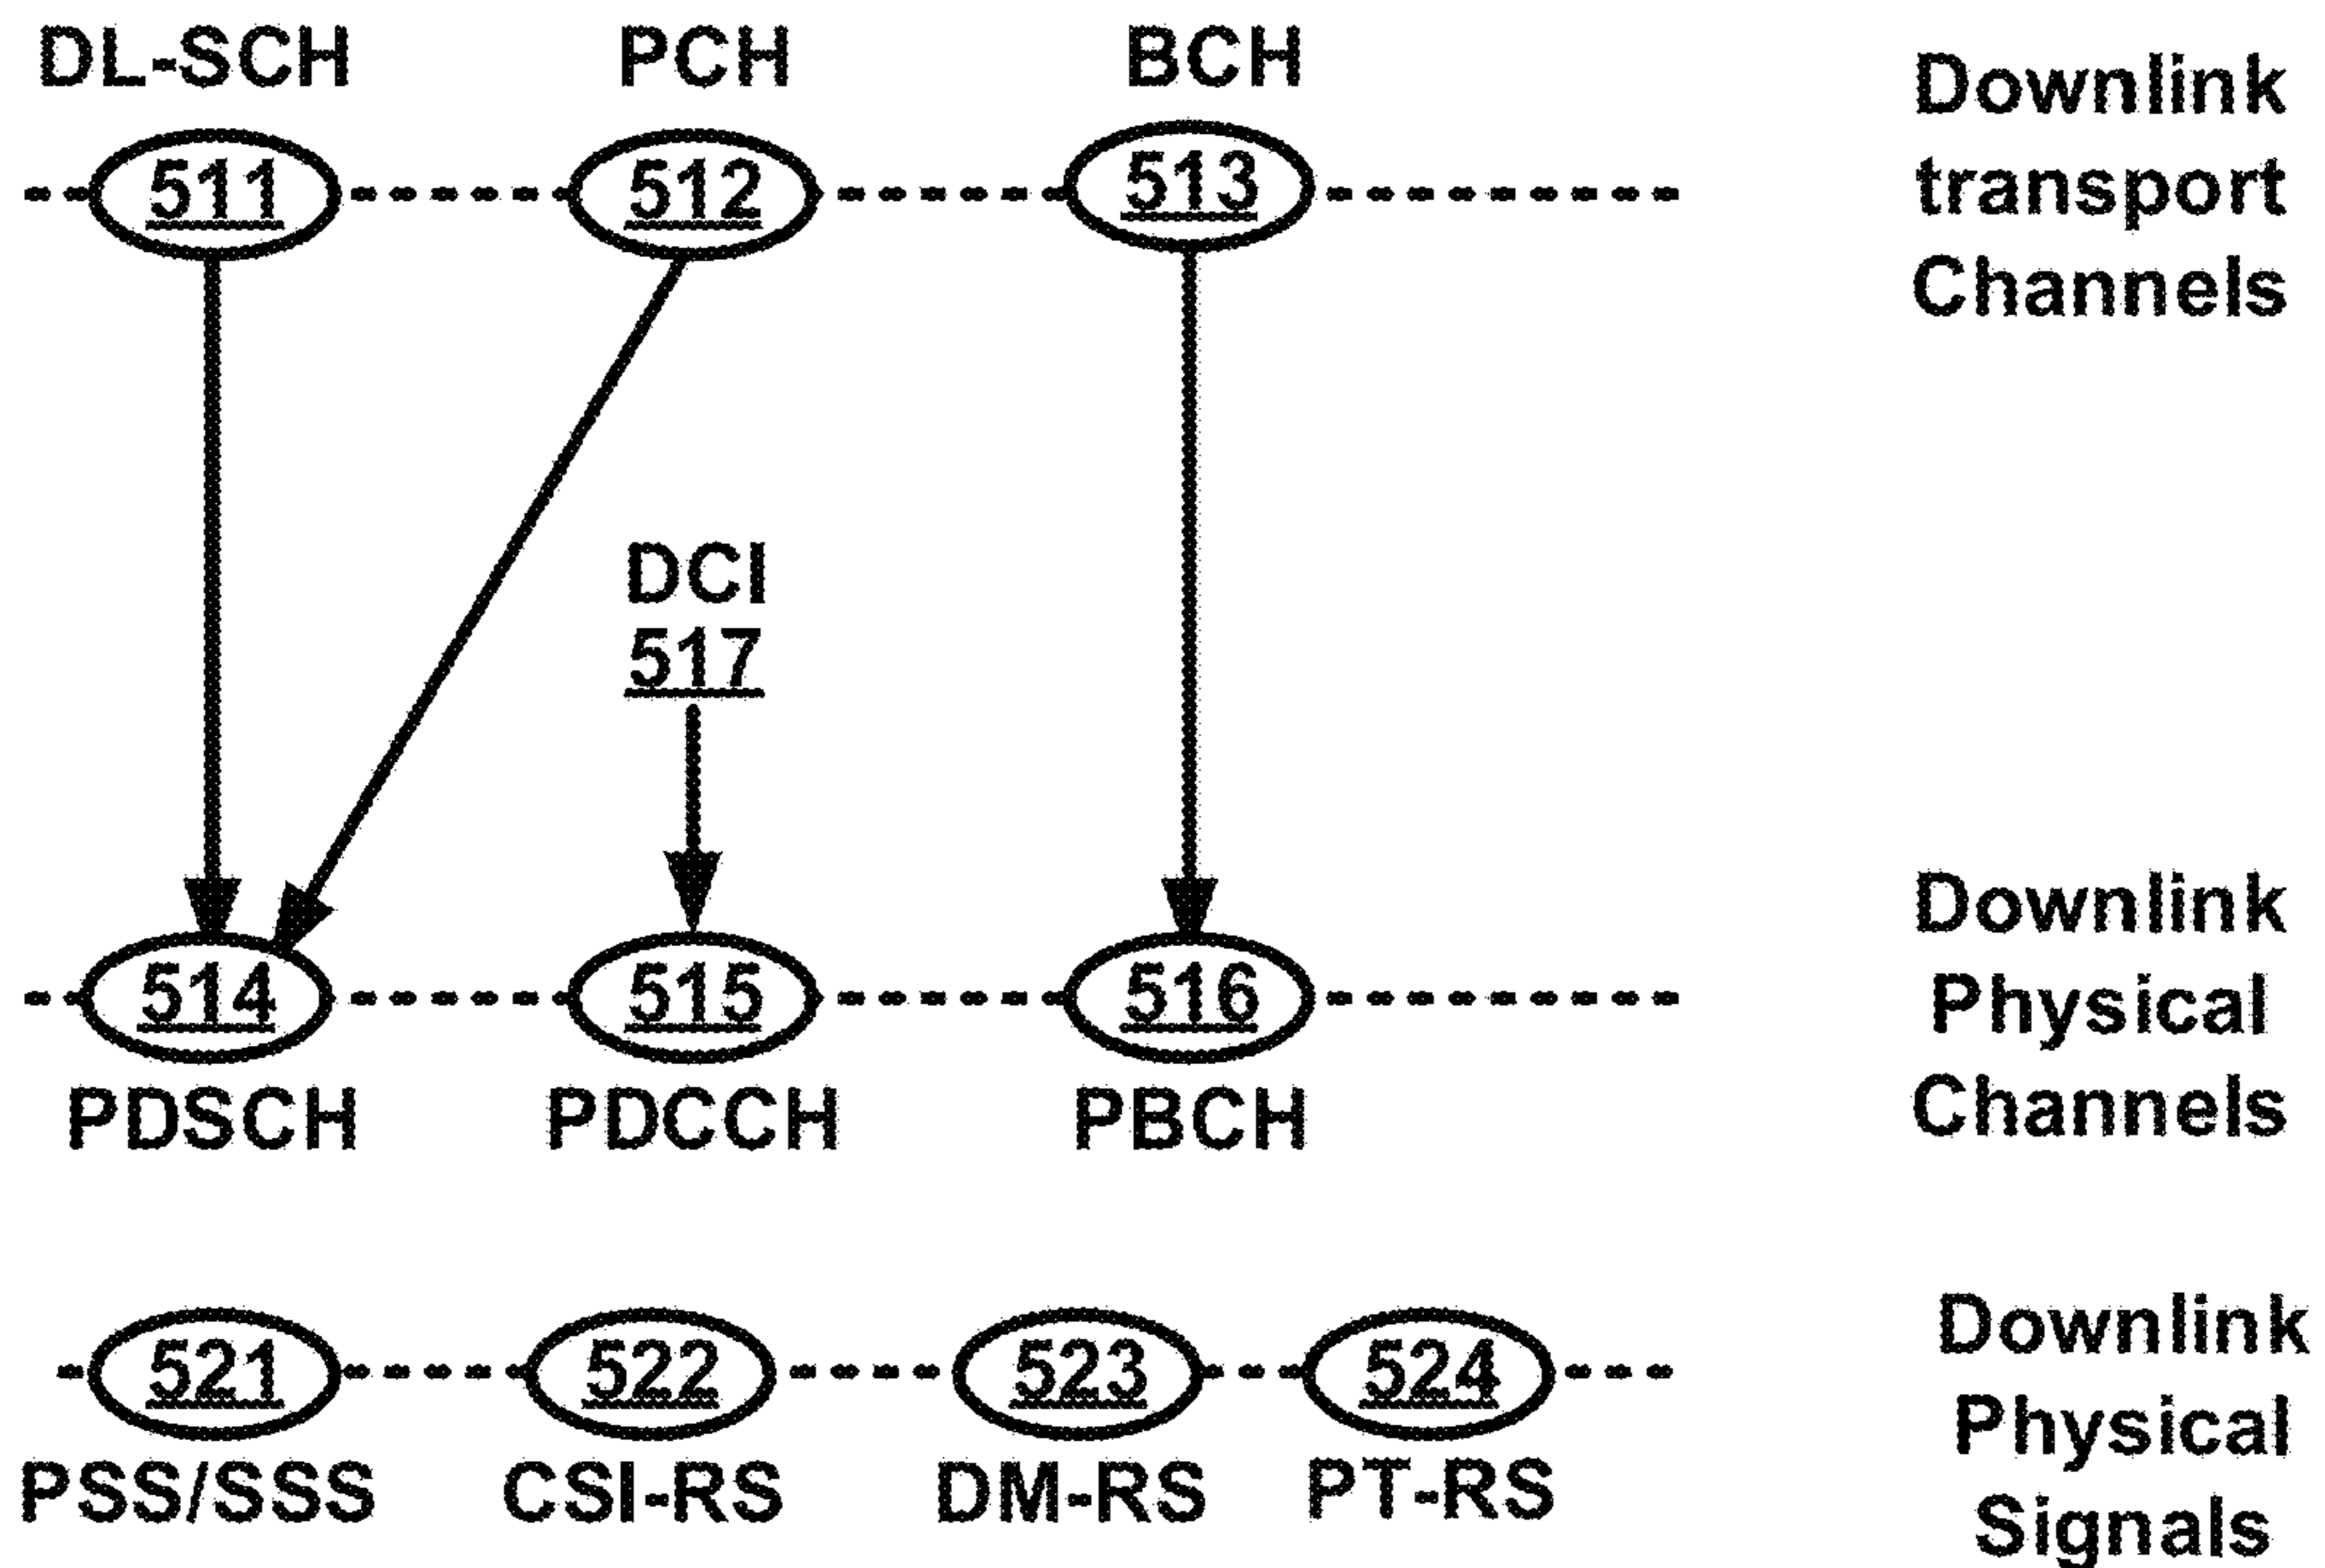 DL-SCH PCH BCH
511 512 513
Downlink
transport
Channels
DCI
517
514 515 516
PDSCH PDCCH PBCH
Downlink
Physical
Channels
521 522 523 524
PSS/SSS CSI-RS DM-RS PT-RS
Downlink
Physical
Signals